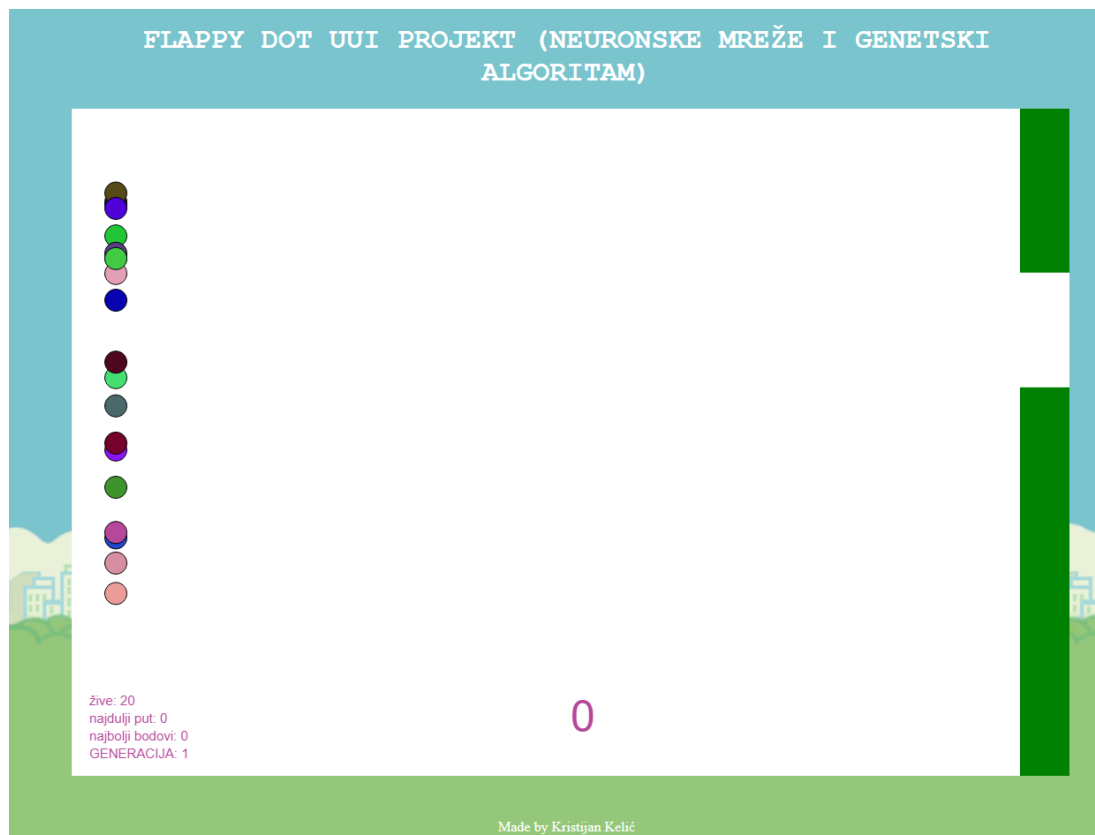 FLAPPY DOT UUI PROJEKT (NEURONSKE MREŽE I GENETSKI
ALGORITAM)
žive: 20
najdulji put: 0
najbolji bodovi: 0
GENERACIJA: 1
0
Made by Kristijan Kelić